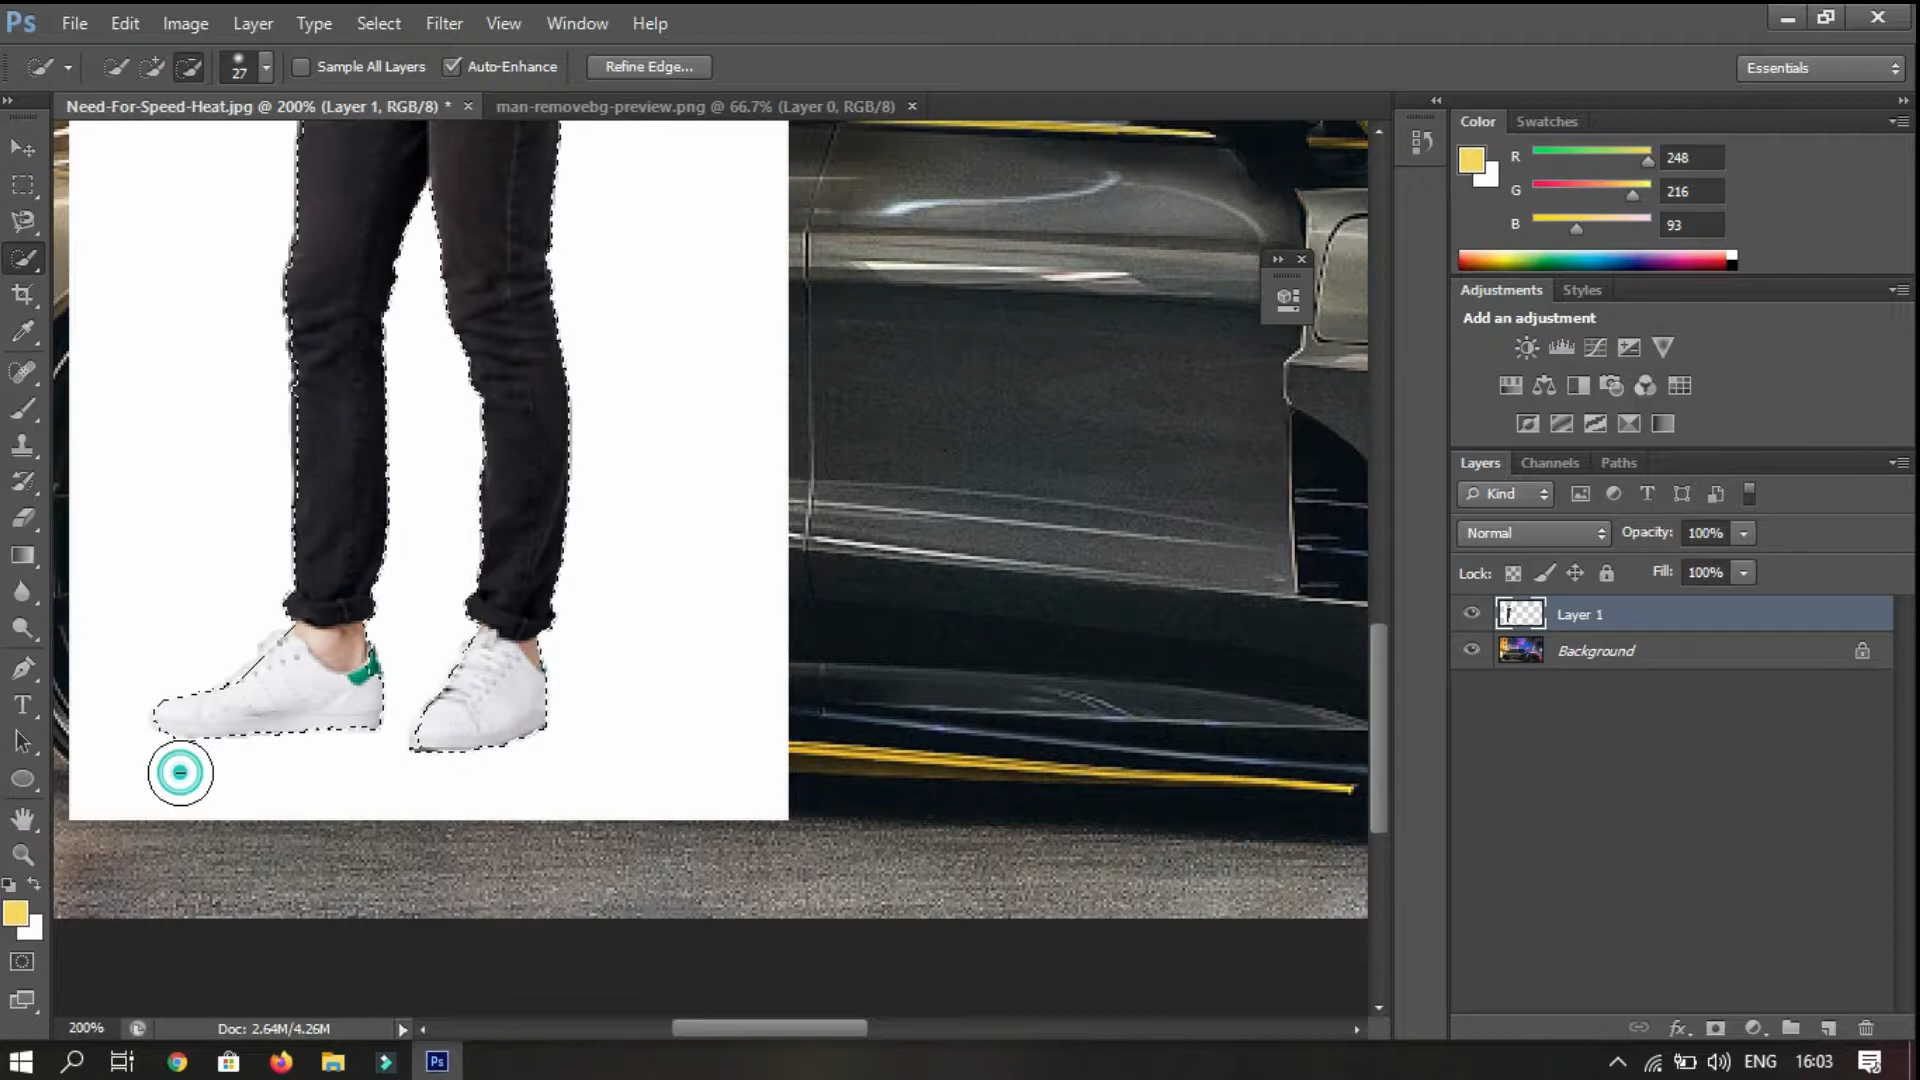 Ps File Edit Image Layer Type Select Filter View Window Help
27 Sample All Layers Auto-Enhance Refine Edge... Essentials
Need-For-Speed-Heat.jpg @ 200% (Layer 1, RGB/8) * × man-removebg-preview.png @ 66.7% (Layer 0, RGB/8) ×
Color Swatches
R 248
G 216
B 93
Adjustments Styles
Add an adjustment
Layers Channels Paths
Kind
Normal Opacity: 100%
Lock: Fill: 100%
Layer 1
Background
200% Doc: 2.64M/4.26M
fx
Ps ENG 16:03